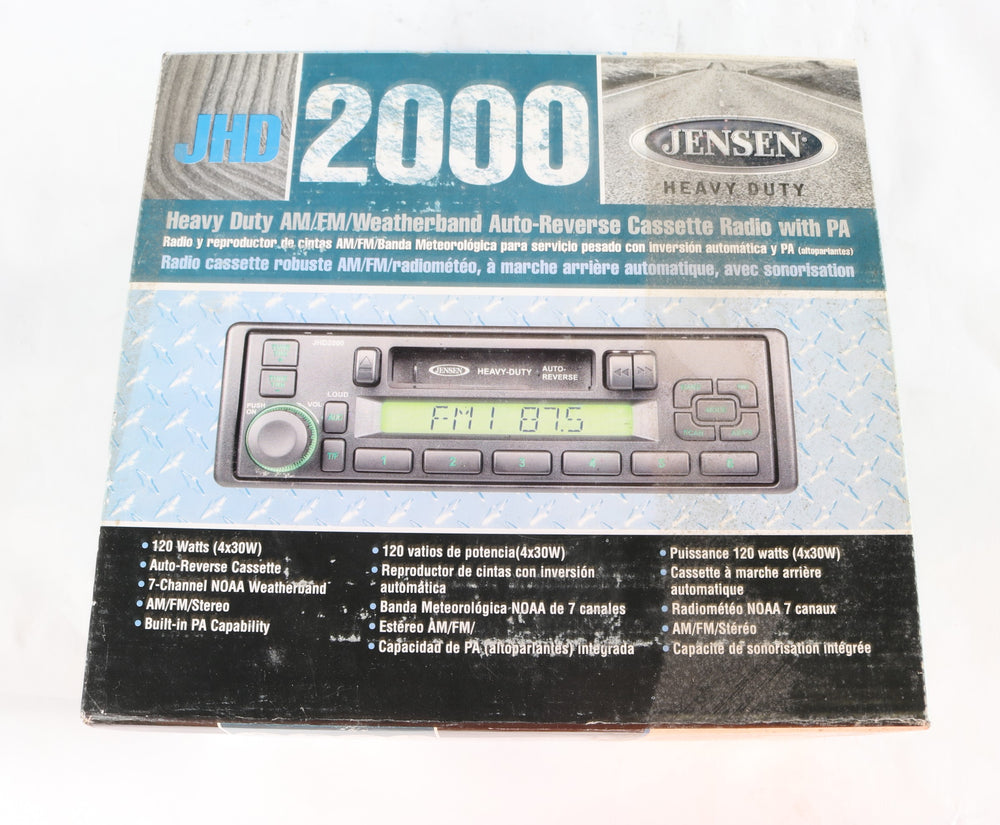 JHD 2000
JENSEN
HEAVY DUTY
Heavy Duty AM/FM/Weatherband Auto-Reverse Cassette Radio with PA
Radio y reproductor de cintas AM/FM/Banda Meteorológica para servicio pesado con inversión automática y PA (altoparlantes)
Radio cassette robuste AM/FM/radiométéo, à marche arrière automatique, avec sonorisation
JHD2000
JENSEN HEAVY-DUTY AUTO-
REVERSE
PUSH
ON
VOL
LOUD
FM1 87.5
SCAN
1 2 3 4 5 6
• 120 Watts (4x30W)
• Auto-Reverse Cassette
• 7-Channel NOAA Weatherband
• AM/FM/Stereo
• Built-in PA Capability
• 120 vatios de potencia(4x30W)
• Reproductor de cintas con inversión
automática
• Banda Meteorológica NOAA de 7 canales
• Estéreo AM/FM/
• Capacidad de PA (altoparlantes) integrada
• Puissance 120 watts (4x30W)
• Cassette à marche arrière
automatique
• Radiométéo NOAA 7 canaux
• AM/FM/Stéréo
• Capacité de sonorisation intégrée